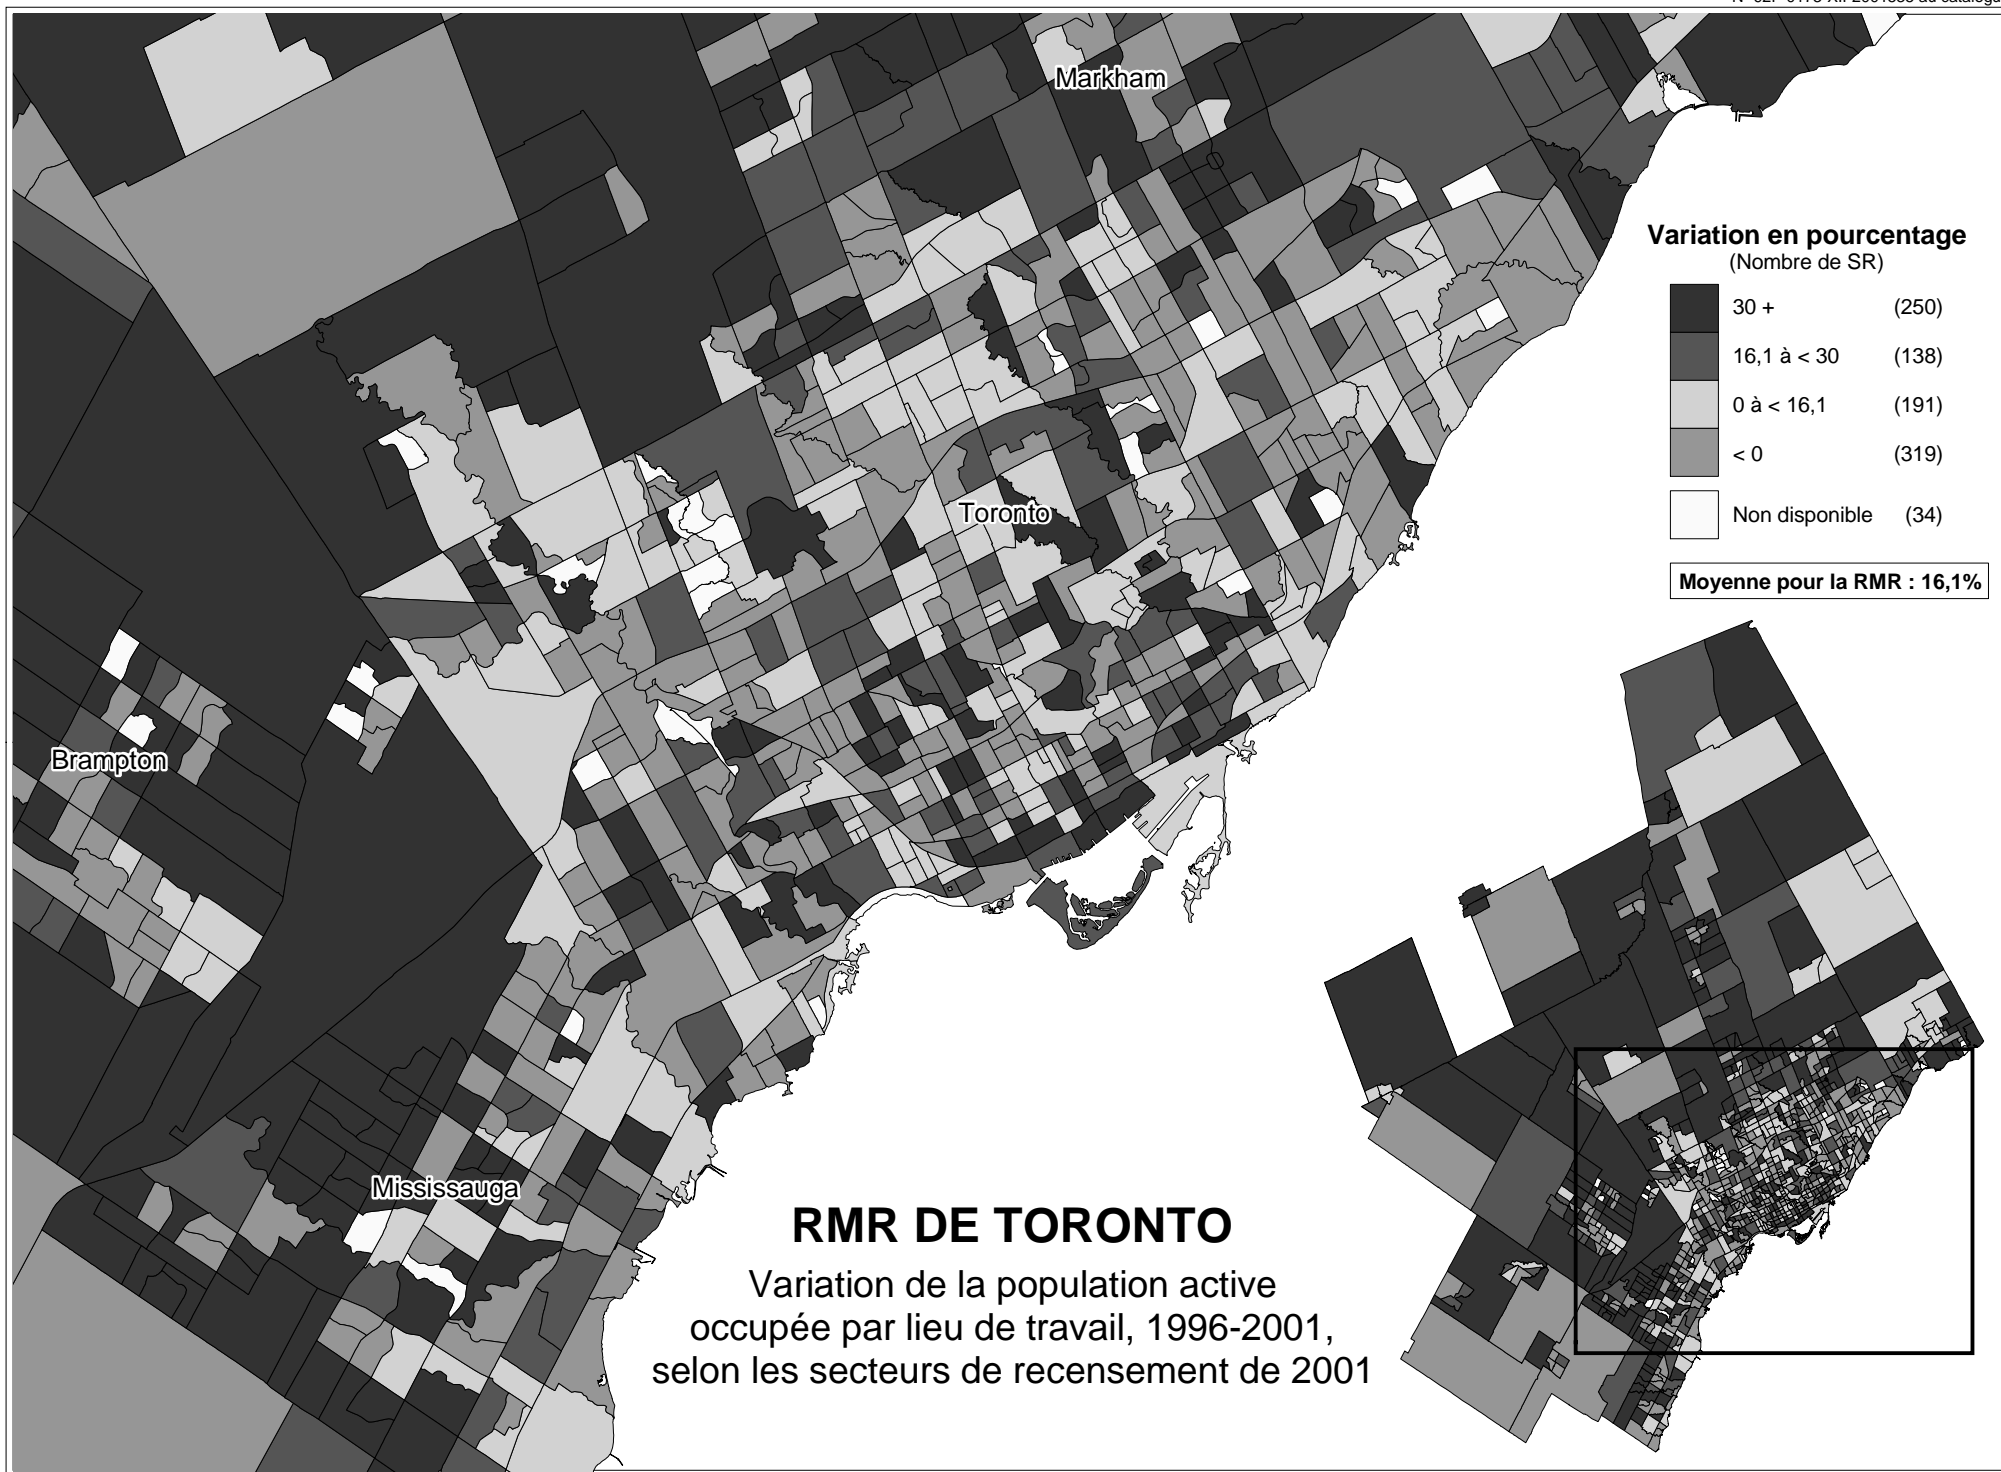 Markham
Variation en pourcentage
(Nombre de SR)
30 + (250)
16,1 à < 30 (138)
0 à < 16,1 (191)
< 0 (319)
Non disponible (34)
Moyenne pour la RMR : 16,1%
Toronto
Brampton
Mississauga
RMR DE TORONTO
Variation de la population active
occupée par lieu de travail, 1996-2001,
selon les secteurs de recensement de 2001